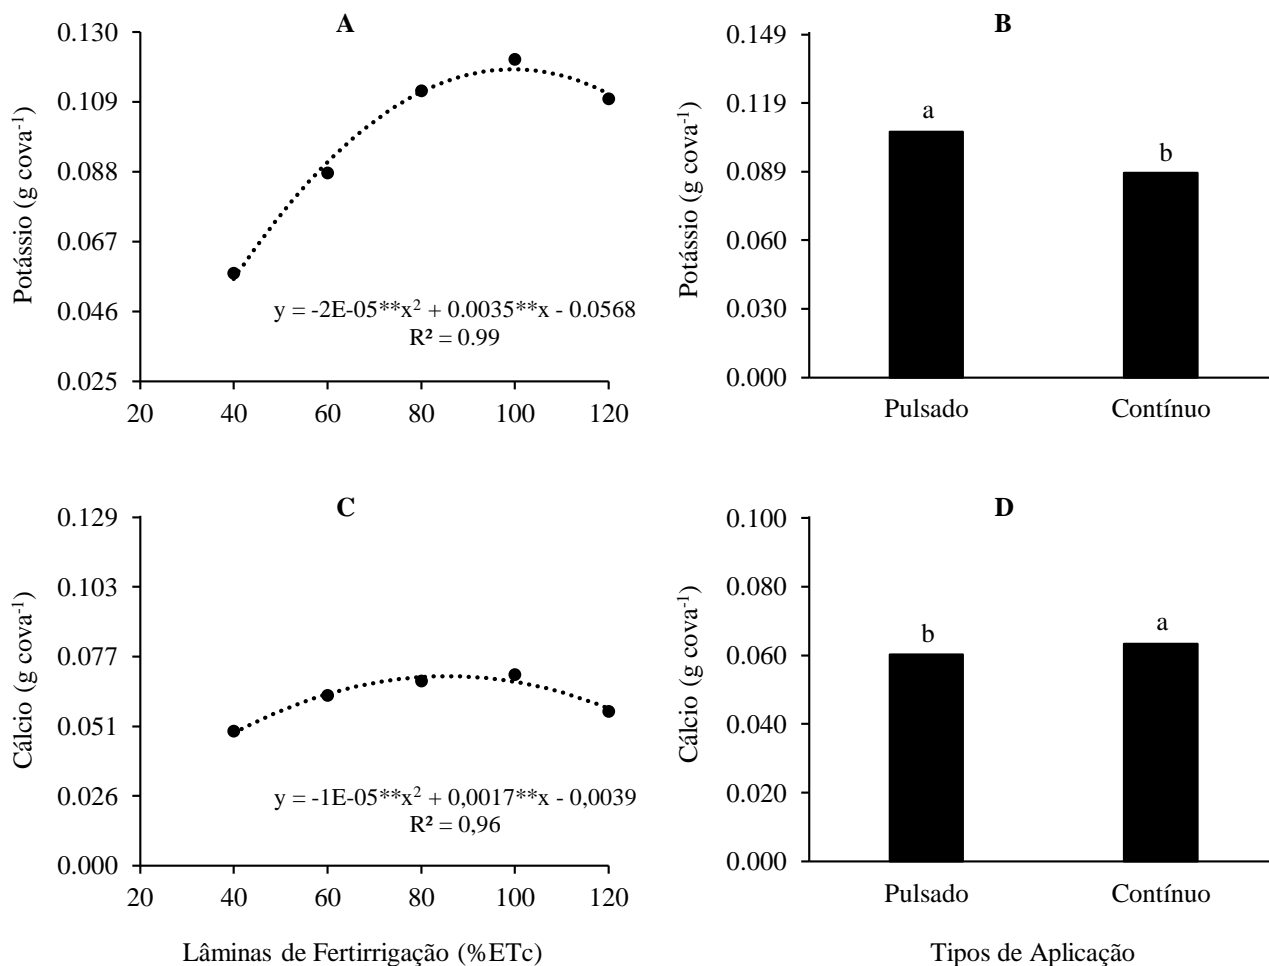 A
0.130
0.109
0.088
0.067
0.046
0.025
Potássio (g cova⁻¹)
y = -2E-05**x² + 0.0035**x - 0.0568
R² = 0.99
20 40 60 80 100 120
B
0.149
0.119
0.089
0.060
0.030
0.000
Potássio (g cova⁻¹)
a
b
Pulsado Contínuo
C
0.129
0.103
0.077
0.051
0.026
0.000
Cálcio (g cova⁻¹)
y = -1E-05**x² + 0,0017**x - 0,0039
R² = 0,96
20 40 60 80 100 120
Lâminas de Fertirrigação (%ETc)
D
0.100
0.080
0.060
0.040
0.020
0.000
Cálcio (g cova⁻¹)
b
a
Pulsado Contínuo
Tipos de Aplicação